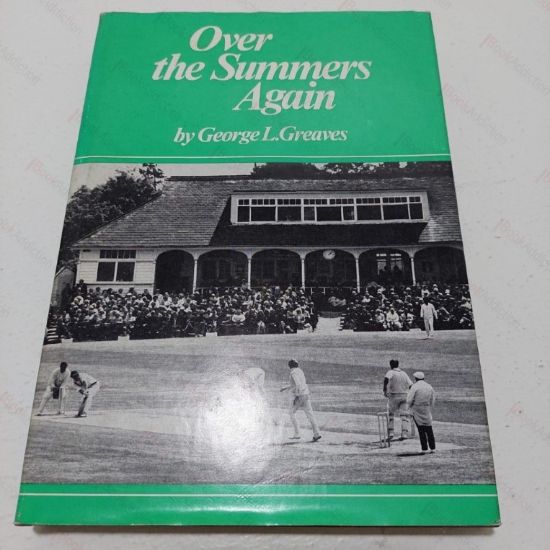 Over
the Summers
Again
by George L.Greaves